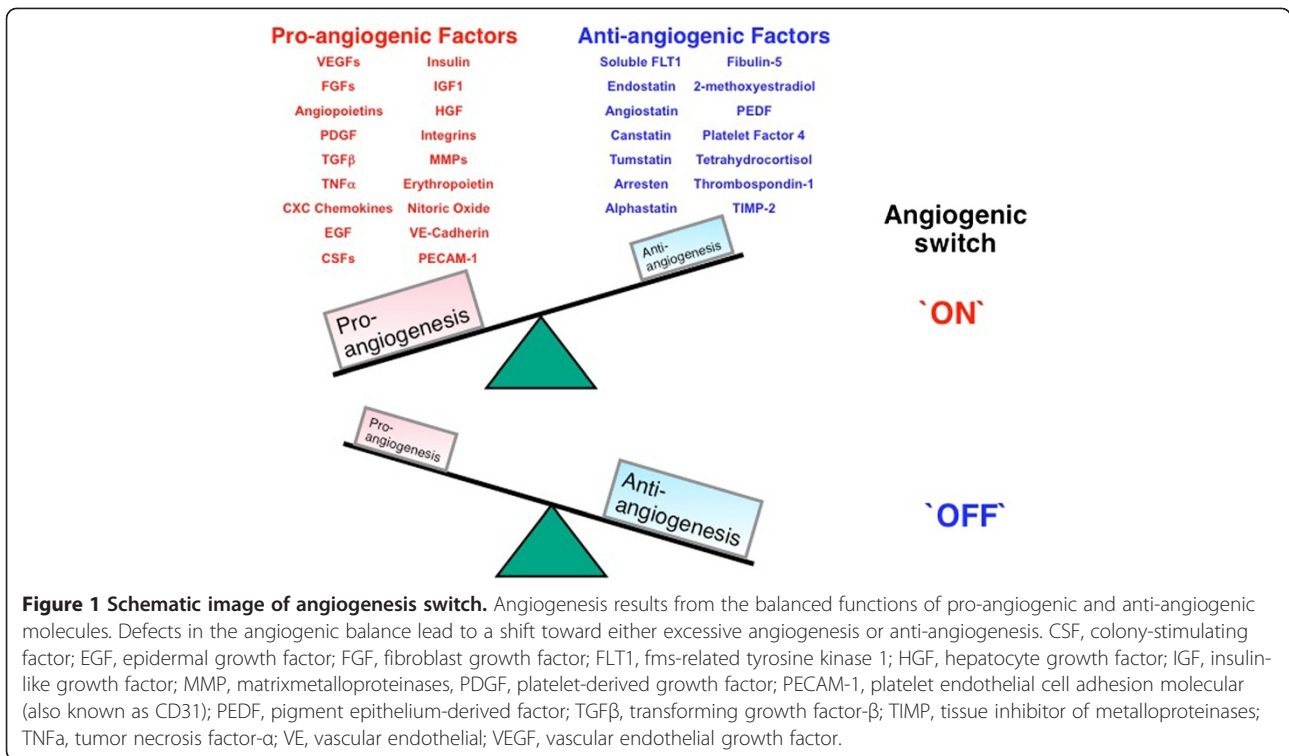 Pro-angiogenic Factors
VEGFs Insulin
FGFs IGF1
Angiopoietins HGF
PDGF Integrins
TGFβ MMPs
TNFα Erythropoietin
CXC Chemokines Nitoric Oxide
EGF VE-Cadherin
CSFs PECAM-1
Anti-angiogenic Factors
Soluble FLT1 Fibulin-5
Endostatin 2-methoxyestradiol
Angiostatin PEDF
Canstatin Platelet Factor 4
Tumstatin Tetrahydrocortisol
Arresten Thrombospondin-1
Alphastatin TIMP-2
Angiogenic
switch
Pro-
angiogenesis
Anti-
angiogenesis
`ON`
Pro-
angiogenesis
Anti-
angiogenesis
`OFF`
Figure 1 Schematic image of angiogenesis switch. Angiogenesis results from the balanced functions of pro-angiogenic and anti-angiogenic
molecules. Defects in the angiogenic balance lead to a shift toward either excessive angiogenesis or anti-angiogenesis. CSF, colony-stimulating
factor; EGF, epidermal growth factor; FGF, fibroblast growth factor; FLT1, fms-related tyrosine kinase 1; HGF, hepatocyte growth factor; IGF, insulin-
like growth factor; MMP, matrixmetalloproteinases, PDGF, platelet-derived growth factor; PECAM-1, platelet endothelial cell adhesion molecular
(also known as CD31); PEDF, pigment epithelium-derived factor; TGFβ, transforming growth factor-β; TIMP, tissue inhibitor of metalloproteinases;
TNFa, tumor necrosis factor-α; VE, vascular endothelial; VEGF, vascular endothelial growth factor.